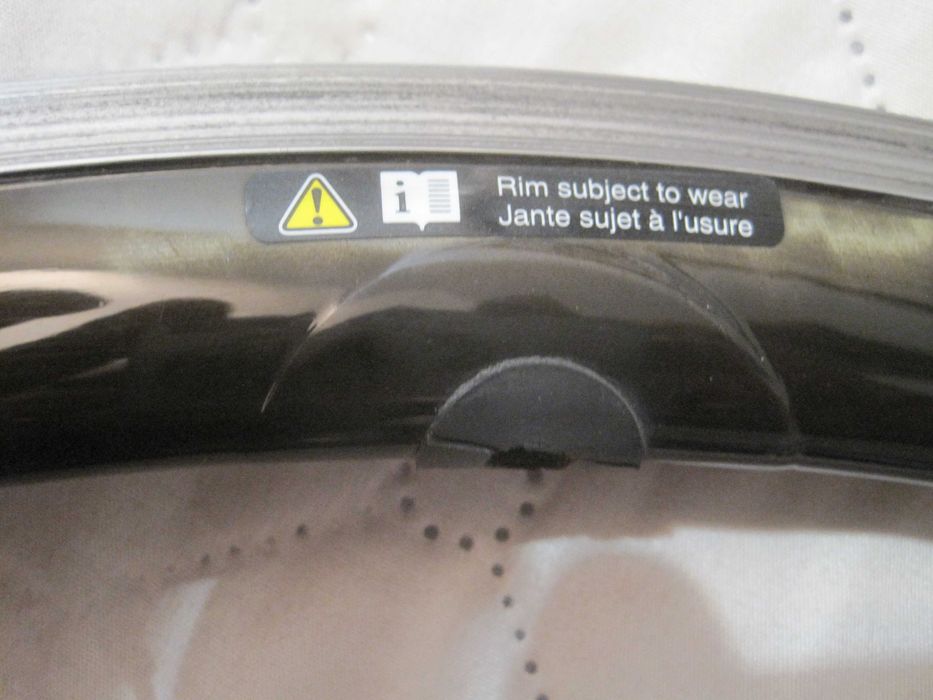 Rim subject to wear
Jante sujet à l'usure